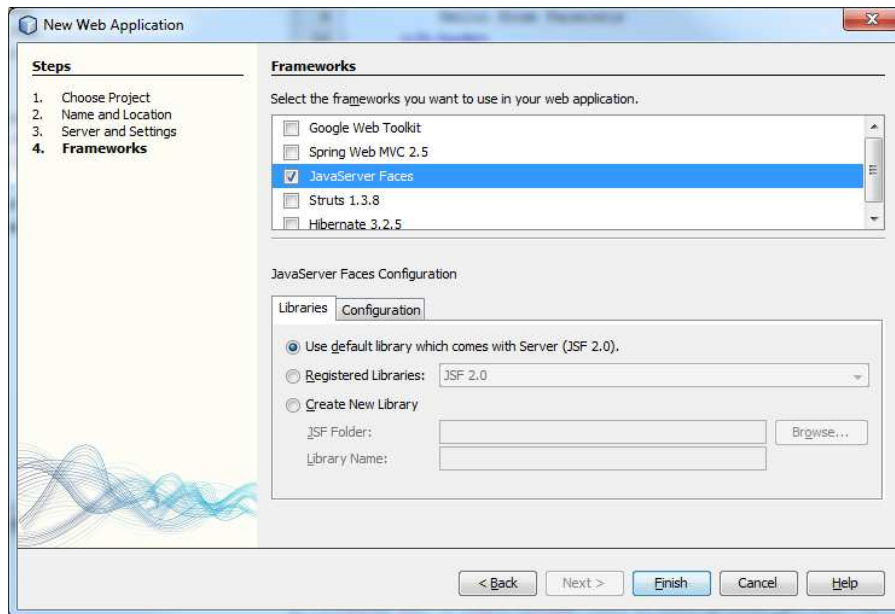 New Web Application
Steps
1. Choose Project
2. Name and Location
3. Server and Settings
4. Frameworks
Frameworks
Select the frameworks you want to use in your web application.
Google Web Toolkit
Spring Web MVC 2.5
JavaServer Faces
Struts 1.3.8
Hibernate 3.2.5
JavaServer Faces Configuration
Libraries
Configuration
Use default library which comes with Server (JSF 2.0).
Registered Libraries: JSF 2.0
Create New Library
JSF Folder:
Browse...
Library Name:
< Back
Next >
Finish
Cancel
Help